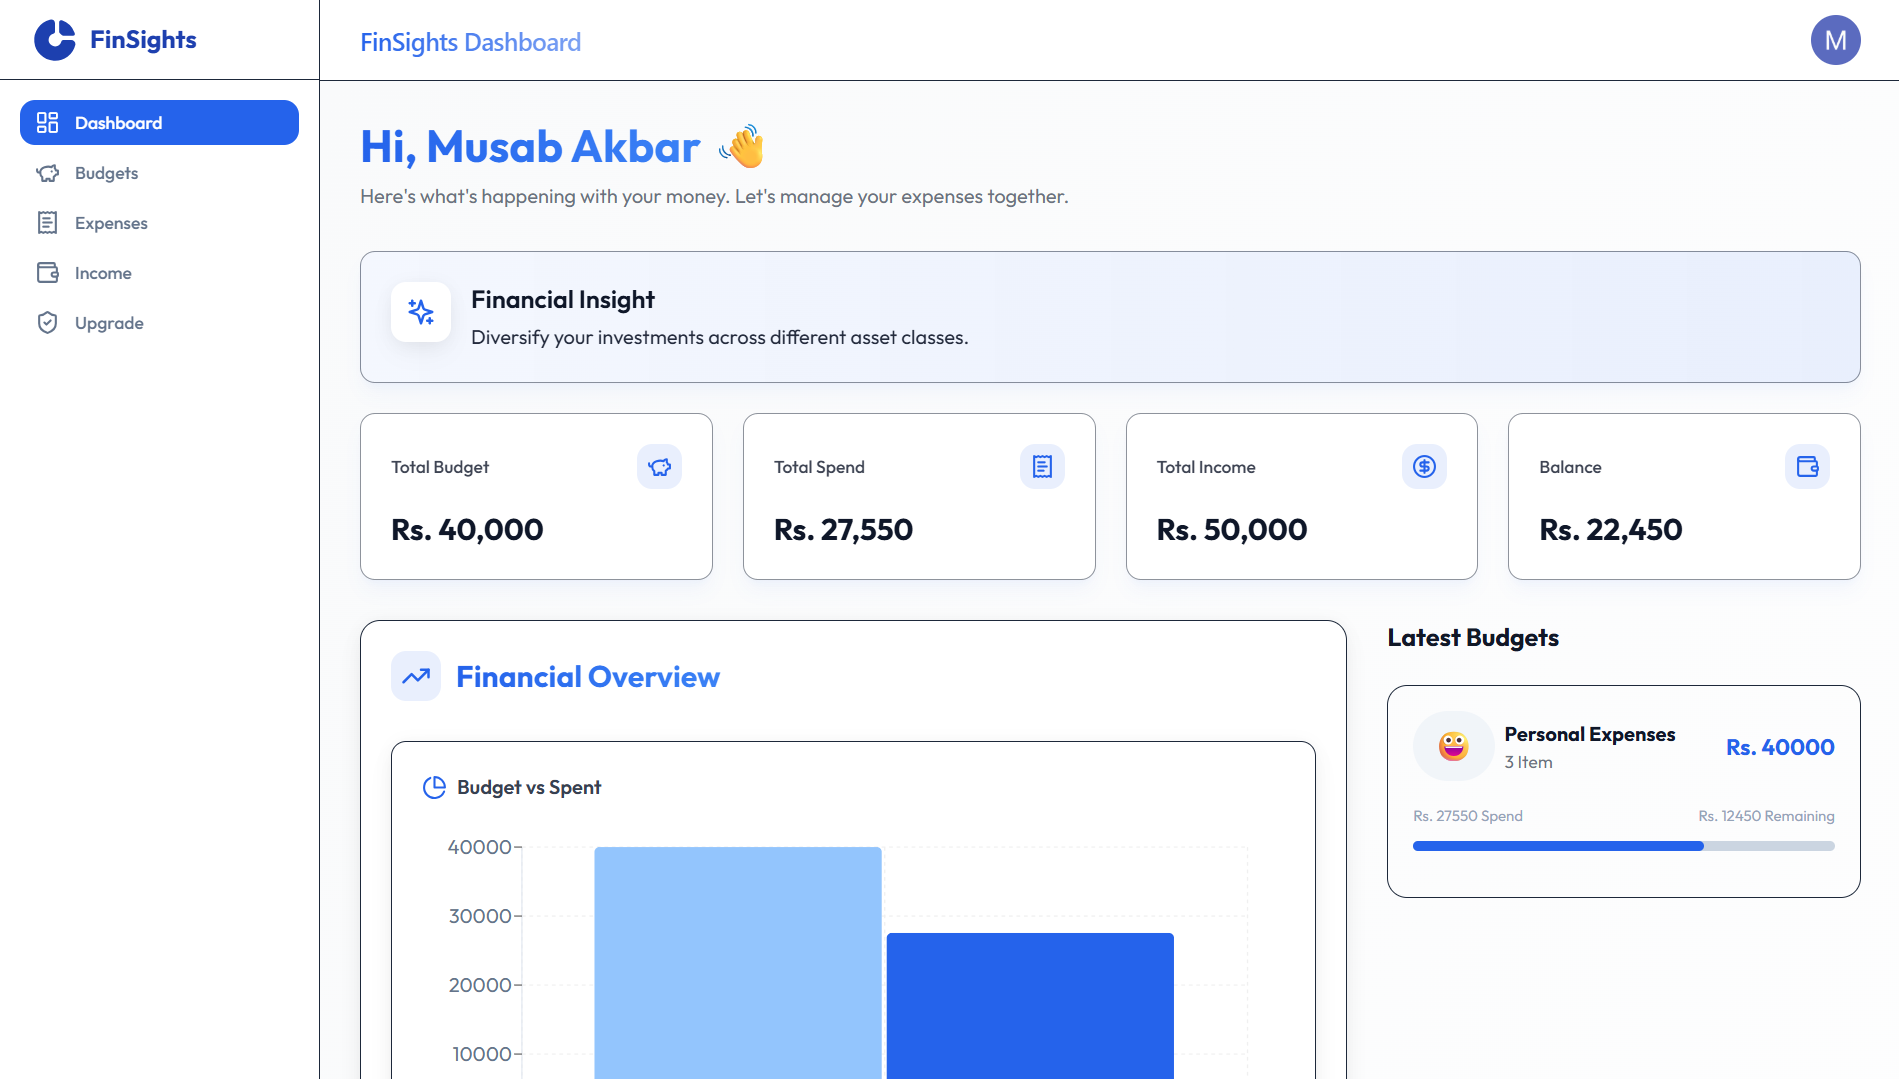 FinSights
FinSights Dashboard
M
Dashboard
Budgets
Expenses
Income
Upgrade
Hi, Musab Akbar 👋
Here's what's happening with your money. Let's manage your expenses together.
Financial Insight
Diversify your investments across different asset classes.
Total Budget
Rs. 40,000
Total Spend
Rs. 27,550
Total Income
Rs. 50,000
Balance
Rs. 22,450
Financial Overview
Budget vs Spent
40000
30000
20000
10000
Latest Budgets
Personal Expenses
3 Item
Rs. 40000
Rs. 27550 Spend
Rs. 12450 Remaining